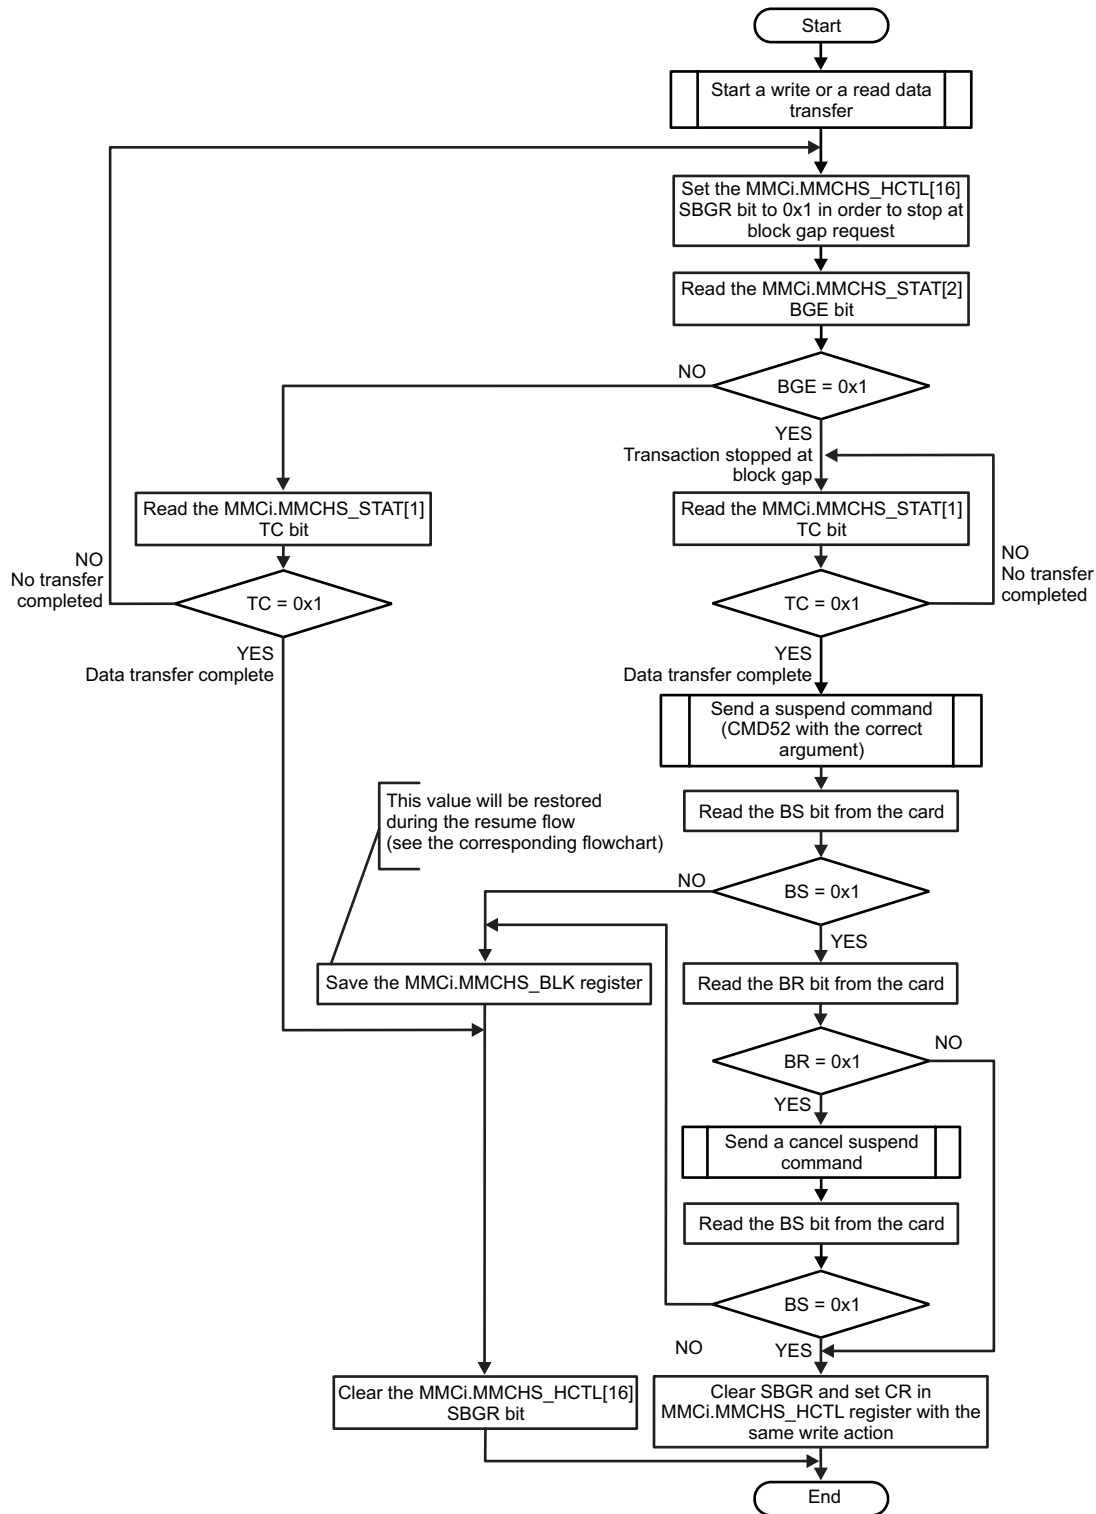 Start
Start a write or a read data
transfer
Set the MMCi.MMCHS_HCTL[16]
SBGR bit to 0x1 in order to stop at
block gap request
Read the MMCi.MMCHS_STAT[2]
BGE bit
NO
BGE = 0x1
YES
Transaction stopped at
block gap
Read the MMCi.MMCHS_STAT[1]
TC bit
Read the MMCi.MMCHS_STAT[1]
TC bit
NO
No transfer
completed
TC = 0x1
TC = 0x1
NO
No transfer
completed
YES
Data transfer complete
YES
Data transfer complete
Send a suspend command
(CMD52 with the correct
argument)
This value will be restored
during the resume flow
(see the corresponding flowchart)
Read the BS bit from the card
NO
BS = 0x1
YES
Save the MMCi.MMCHS_BLK register
Read the BR bit from the card
NO
BR = 0x1
YES
Send a cancel suspend
command
Read the BS bit from the card
BS = 0x1
NO
YES
Clear the MMCi.MMCHS_HCTL[16]
SBGR bit
Clear SBGR and set CR in
MMCi.MMCHS_HCTL register with the
same write action
End